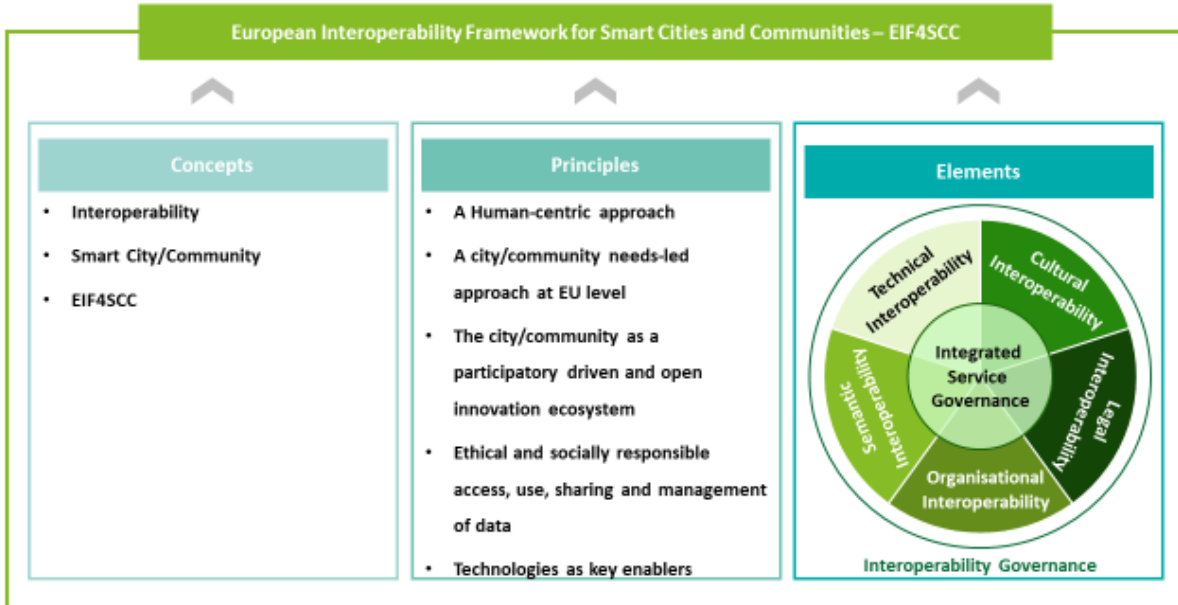 European Interoperability Framework for Smart Cities and Communities – EIF4SCC
Concepts
• Interoperability
• Smart City/Community
• EIF4SCC
Principles
• A Human-centric approach
• A city/community needs-led
approach at EU level
• The city/community as a
participatory driven and open
innovation ecosystem
• Ethical and socially responsible
access, use, sharing and management
of data
• Technologies as key enablers
Elements
Technical
Interoperability
Cultural
Interoperability
Legal
Interoperability
Organisational
Interoperability
Semantic
Interoperability
Integrated
Service
Governance
Interoperability Governance